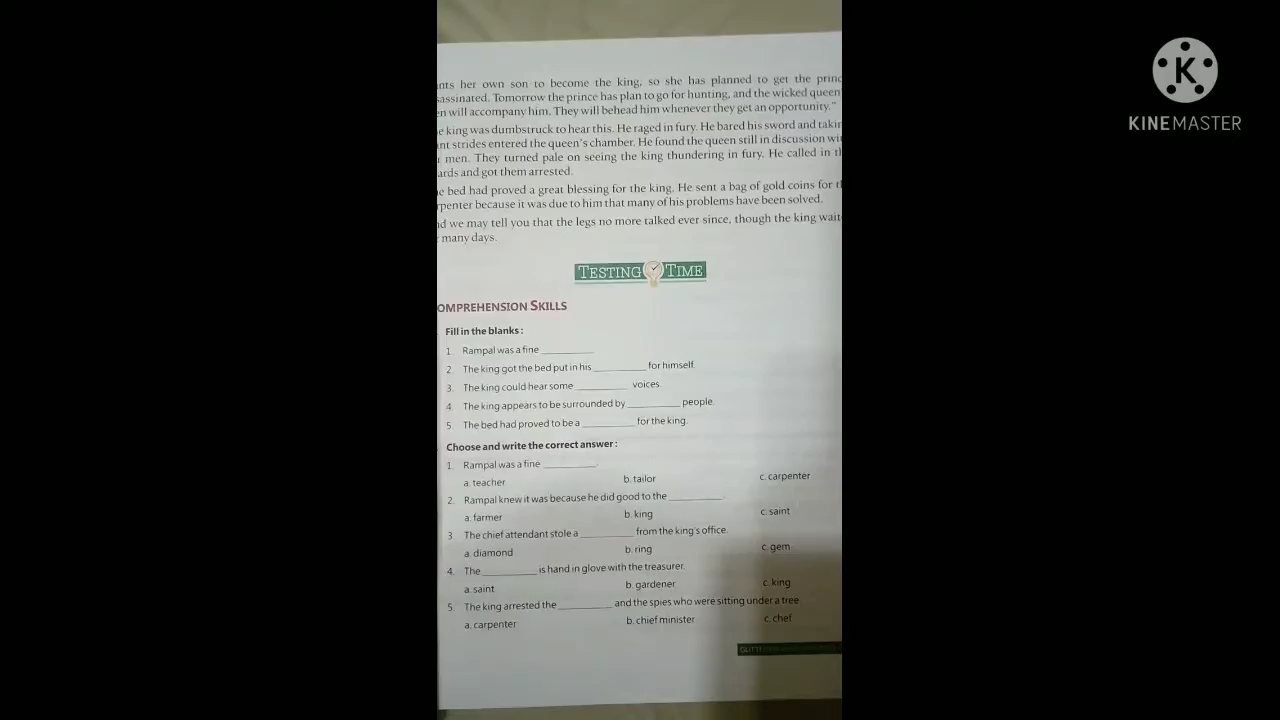 nts her own son to become the king, so she has planned to get the princ
sassinated. Tomorrow the prince has plan to go for hunting, and the wicked queen'
en will accompany him. They will behead him whenever they get an opportunity."
e king was dumbstruck to hear this. He raged in fury. He bared his sword and takin
nt strides entered the queen's chamber. He found the queen still in discussion wi
r men. They turned pale on seeing the king thundering in fury. He called in th
ards and got them arrested.
e bed had proved a great blessing for the king. He sent a bag of gold coins for t
rpenter because it was due to him that many of his problems have been solved.
nd we may tell you that the legs no more talked ever since, though the king wait
many days.
TESTING TIME
OMPREHENSION SKILLS
Fill in the blanks :
1. Rampal was a fine __________
2. The king got the bed put in his __________ for himself.
3. The king could hear some __________ voices.
4. The king appears to be surrounded by __________ people.
5. The bed had proved to be a __________ for the king.
Choose and write the correct answer :
1. Rampal was a fine __________.
a. teacher b. tailor c. carpenter
2. Rampal knew it was because he did good to the __________.
a. farmer b. king c. saint
3. The chief attendant stole a __________ from the king's office.
a. diamond b. ring c. gem
4. The __________ is hand in glove with the treasurer.
a. saint b. gardener c. king
5. The king arrested the __________ and the spies who were sitting under a tree
a. carpenter b. chief minister c. chef
K
KINEMASTER